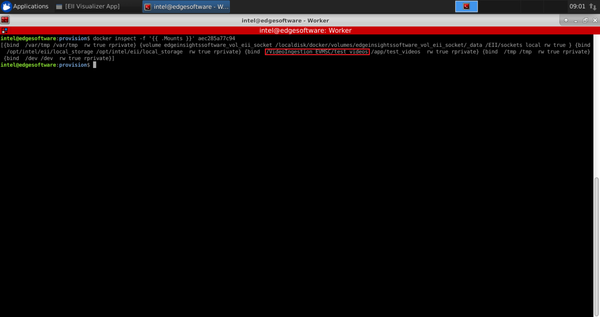 Applications
[EII Visualizer App]
intel@edgesoftware - W...
09:01
intel@edgesoftware - Worker
intel@edgesoftware: Worker
intel@edgesoftware:provision$ docker inspect -f '{{ .Mounts }}' aec205a77c94
[{bind /var/tmp /var/tmp rw true rprivate} {volume edgeinsightssoftware_vol_eii_socket /localdisk/docker/volumes/edgeinsightssoftware_vol_eii_socket/_data /EII/sockets local rw true } {bind
/opt/intel/eii/local_storage /opt/intel/eii/local_storage rw true rprivate} {bind /VideoIngestion_EVMSC/test_videos /app/test_videos rw true rprivate} {bind /tmp /tmp rw true rprivate}
{bind /dev /dev rw true rprivate}]
intel@edgesoftware:provision$